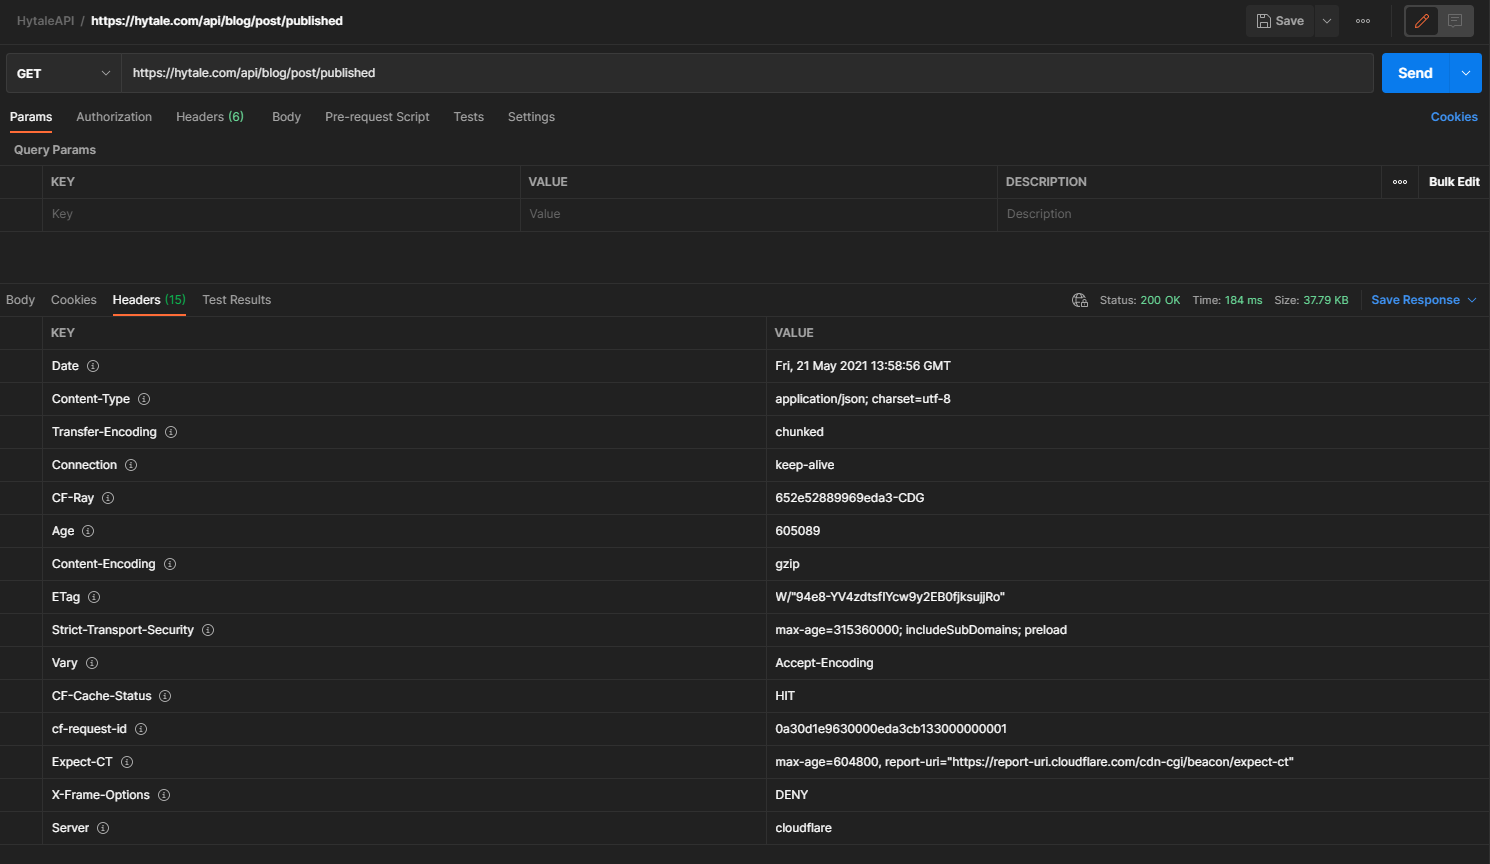 HytaleAPI / https://hytale.com/api/blog/post/published
Save
GET https://hytale.com/api/blog/post/published Send
Params Authorization Headers (6) Body Pre-request Script Tests Settings Cookies
Query Params
KEY VALUE DESCRIPTION Bulk Edit
Key Value Description
Body Cookies Headers (15) Test Results Status: 200 OK Time: 184 ms Size: 37.79 KB Save Response
KEY VALUE
Date Fri, 21 May 2021 13:58:56 GMT
Content-Type application/json; charset=utf-8
Transfer-Encoding chunked
Connection keep-alive
CF-Ray 652e52889969eda3-CDG
Age 605089
Content-Encoding gzip
ETag W/"94e8-YV4zdtsfIYcw9y2EB0fjksujjRo"
Strict-Transport-Security max-age=315360000; includeSubDomains; preload
Vary Accept-Encoding
CF-Cache-Status HIT
cf-request-id 0a30d1e9630000eda3cb133000000001
Expect-CT max-age=604800, report-uri="https://report-uri.cloudflare.com/cdn-cgi/beacon/expect-ct"
X-Frame-Options DENY
Server cloudflare